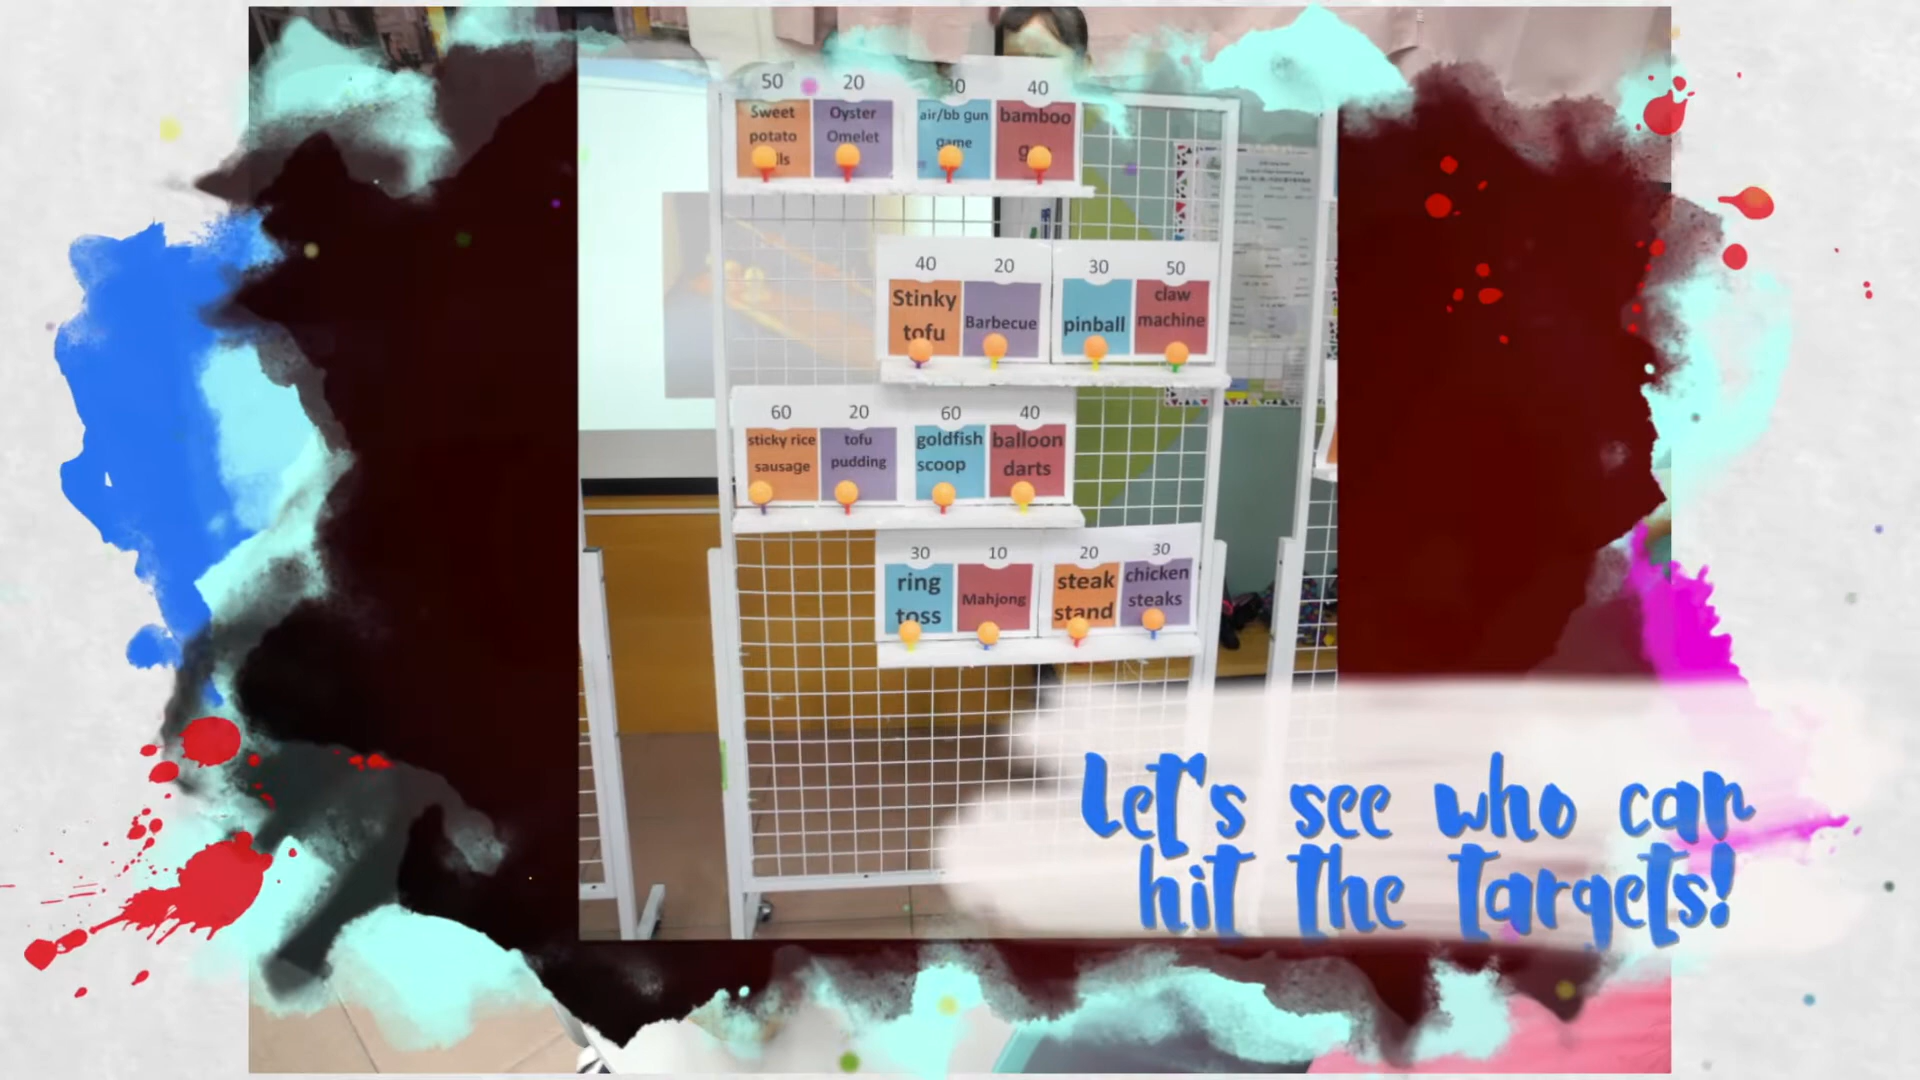 50 20 30 40
Sweet potato
Oyster Omelet
air/bb gun game
bamboo
40 20 30 50
Stinky tofu
Barbecue
pinball
claw machine
60 20 60 40
sticky rice sausage
tofu pudding
goldfish scoop
balloon darts
30 10 20 30
ring toss
Mahjong
steak stand
chicken steaks
Let's see who can
hit the targets!